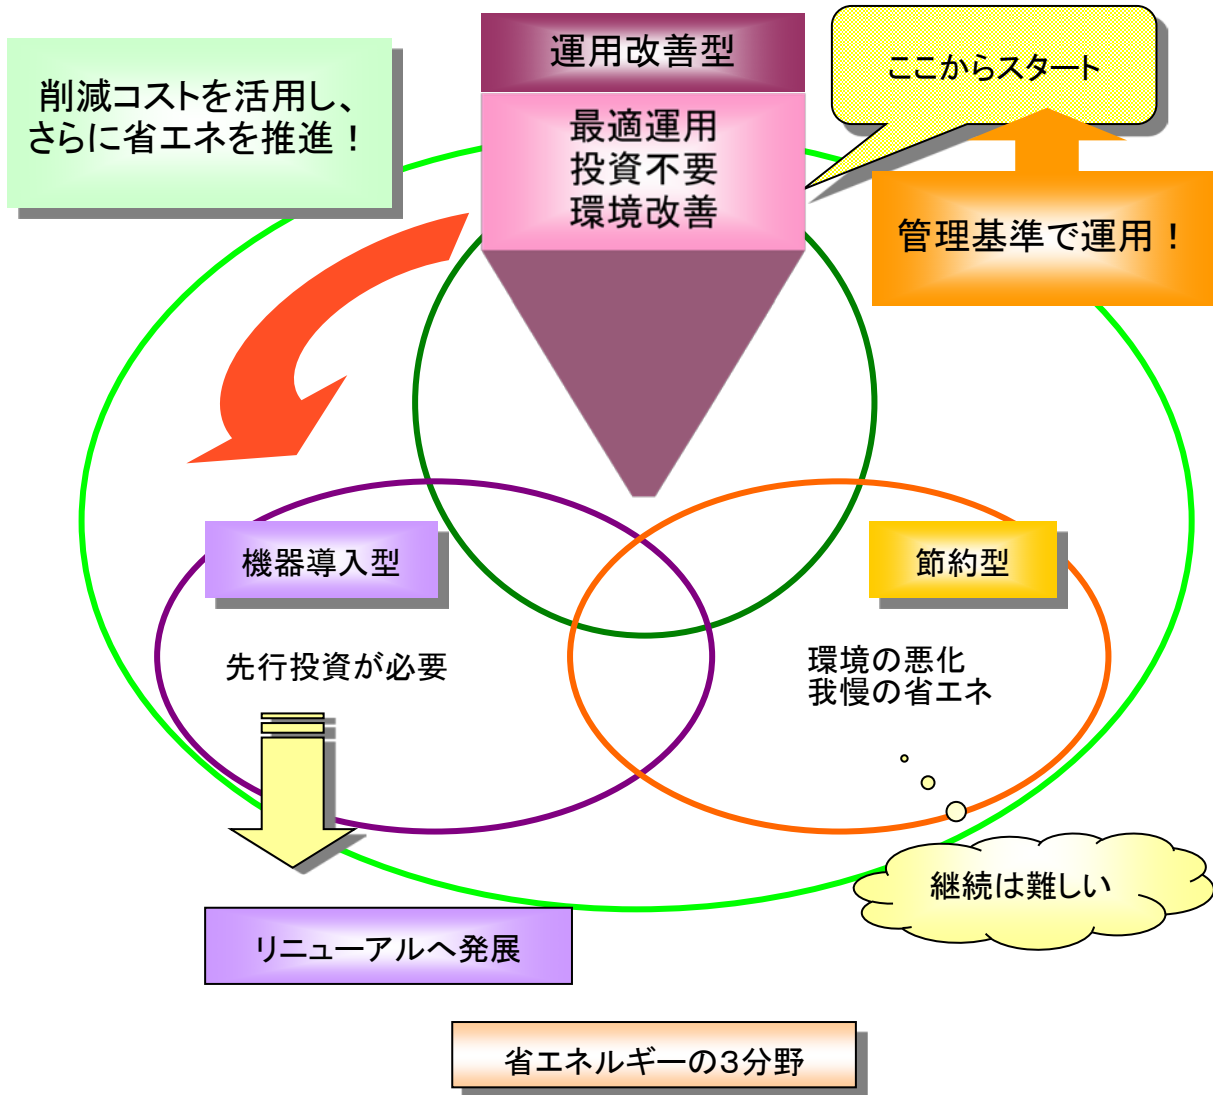 運用改善型
ここからスタート
削減コストを活用し、
さらに省エネを推進！
最適運用
投資不要
環境改善
管理基準で運用！
機器導入型
節約型
先行投資が必要
環境の悪化
我慢の省エネ
継続は難しい
リニューアルへ発展
省エネルギーの３分野